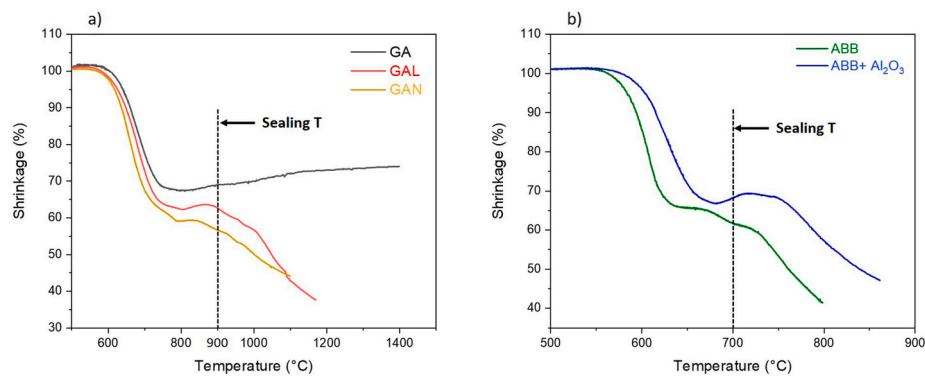 a)
110
100
90
80
70
60
50
40
30
Shrinkage (%)
600
800
900
1000
1200
1400
Temperature (°C)
GA
GAL
GAN
Sealing T
b)
110
100
90
80
70
60
50
40
Shrinkage (%)
500
600
700
800
900
Temperature (°C)
ABB
ABB+ Al₂O₃
Sealing T